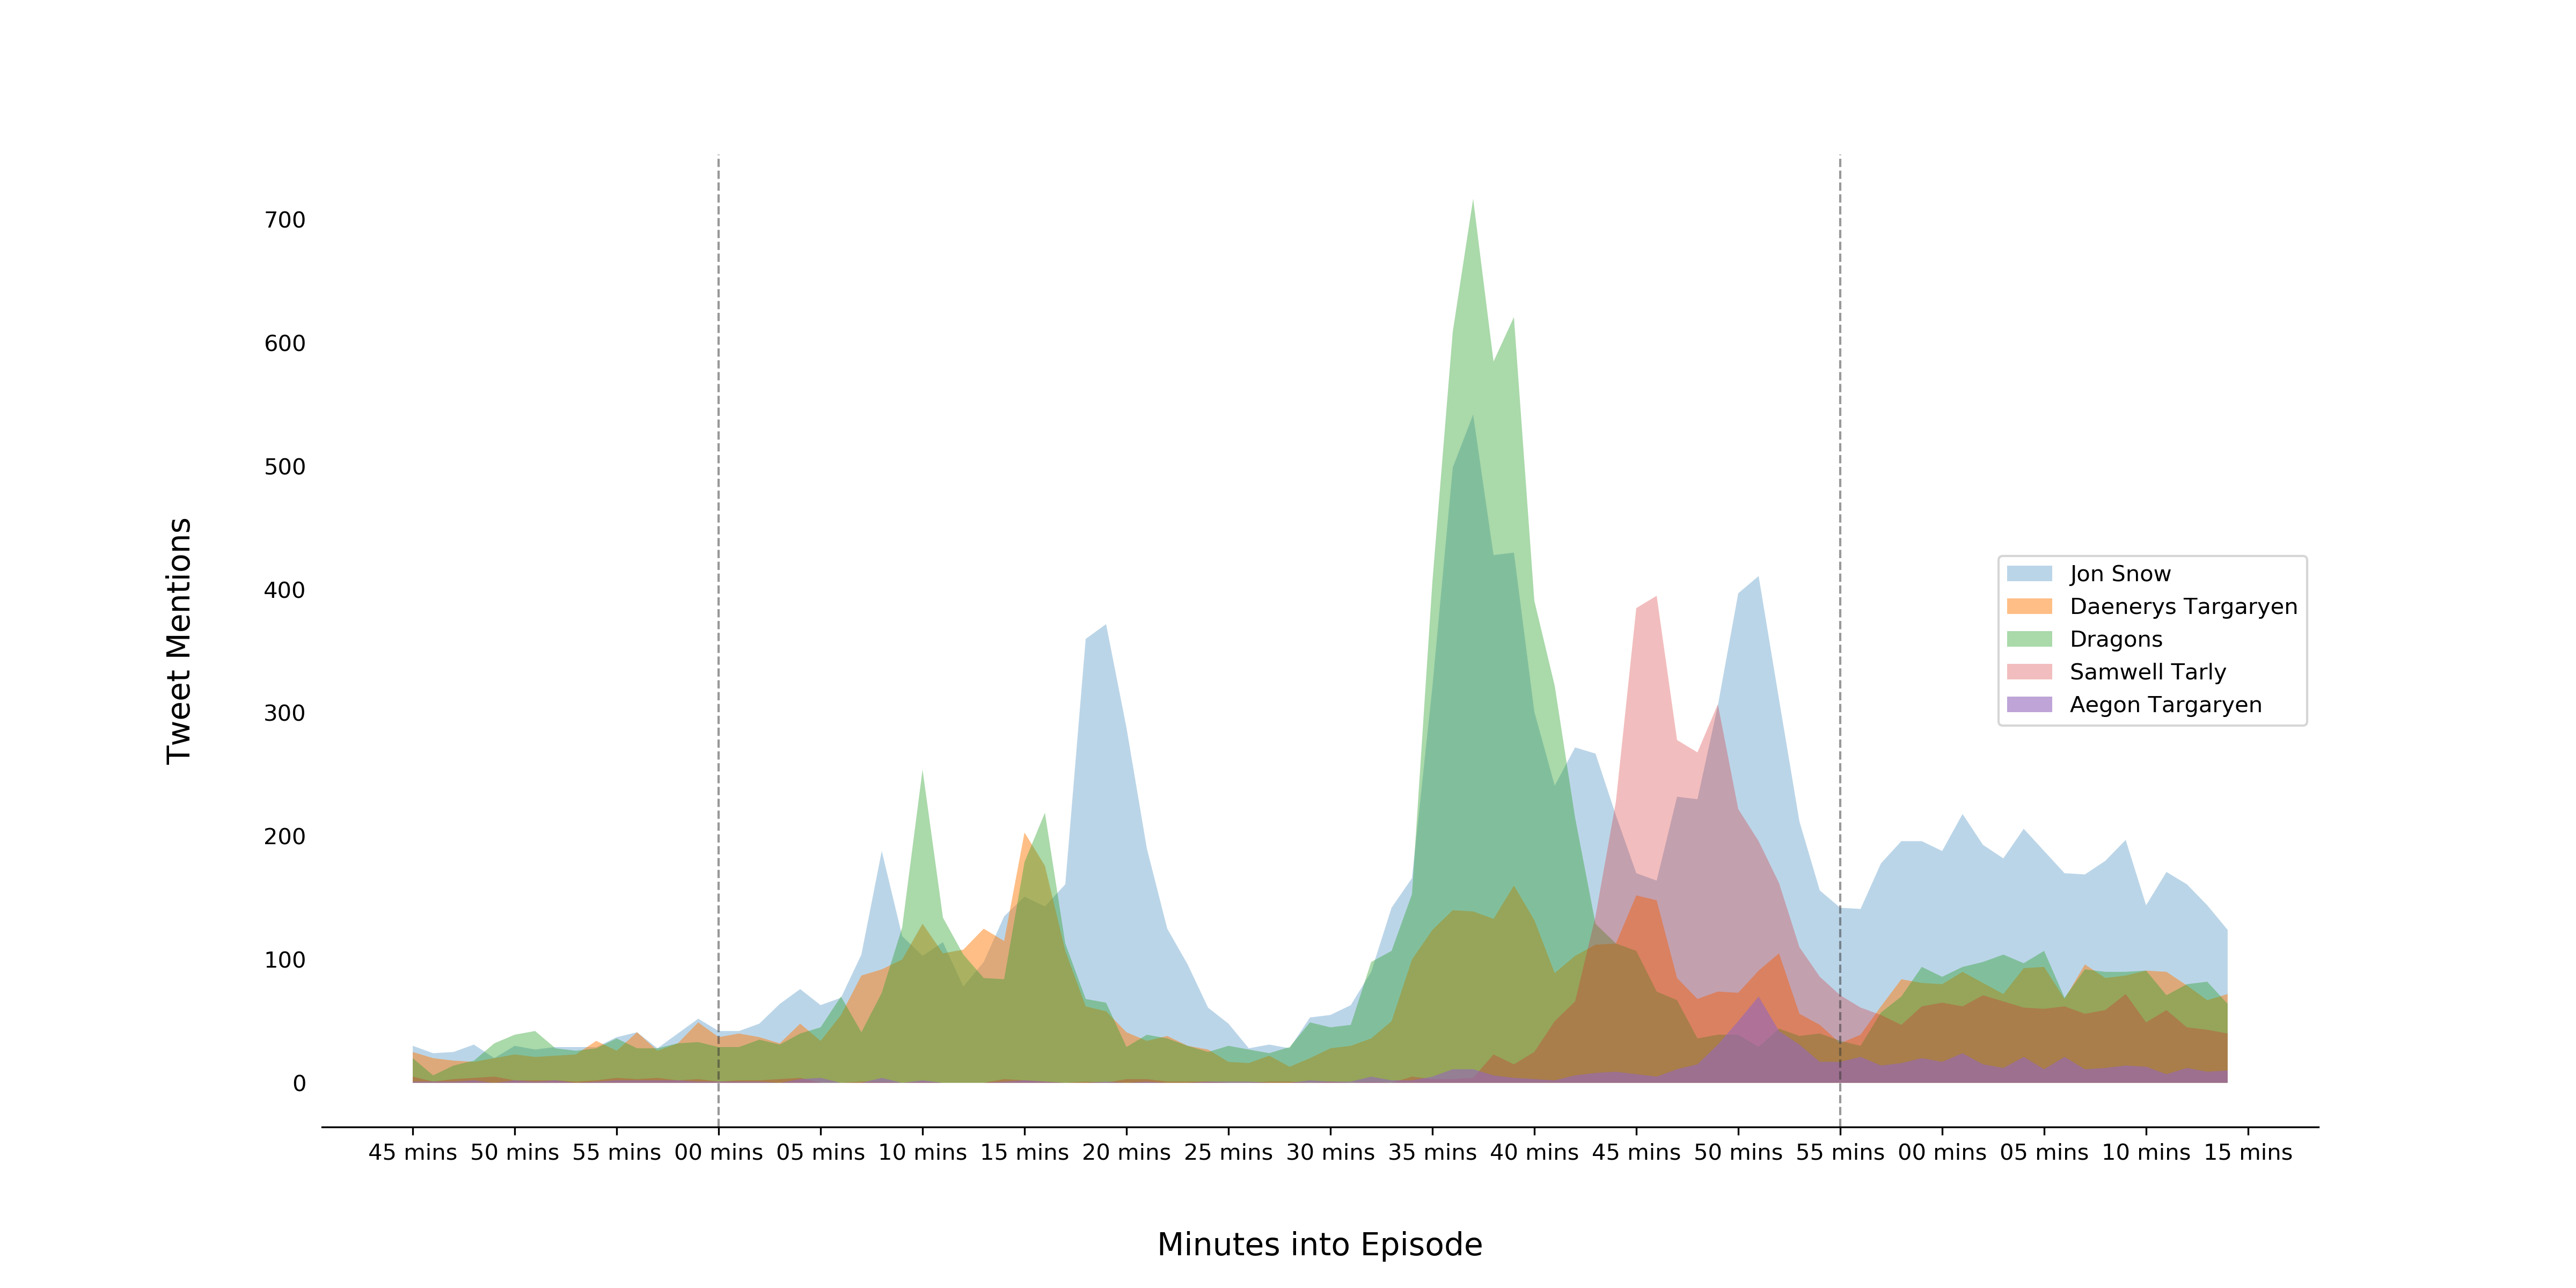 700
600
500
400
300
200
100
0
Tweet Mentions
Jon Snow
Daenerys Targaryen
Dragons
Samwell Tarly
Aegon Targaryen
45 mins 50 mins 55 mins 00 mins 05 mins 10 mins 15 mins 20 mins 25 mins 30 mins 35 mins 40 mins 45 mins 50 mins 55 mins 00 mins 05 mins 10 mins 15 mins
Minutes into Episode